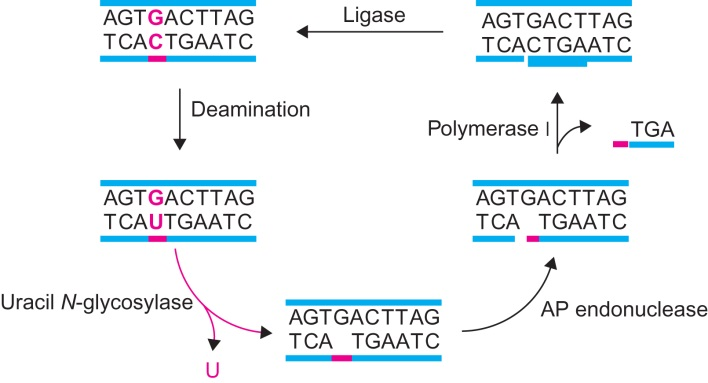 AGTGACTTAG
TCACTGAATC
Ligase
AGTGACTTAG
TCACTGAATC
Deamination
Polymerase I
TGA
AGTGACTTAG
TCAUTGAATC
AGTGACTTAG
TCA TGAATC
Uracil N-glycosylase
U
AGTGACTTAG
TCA TGAATC
AP endonuclease